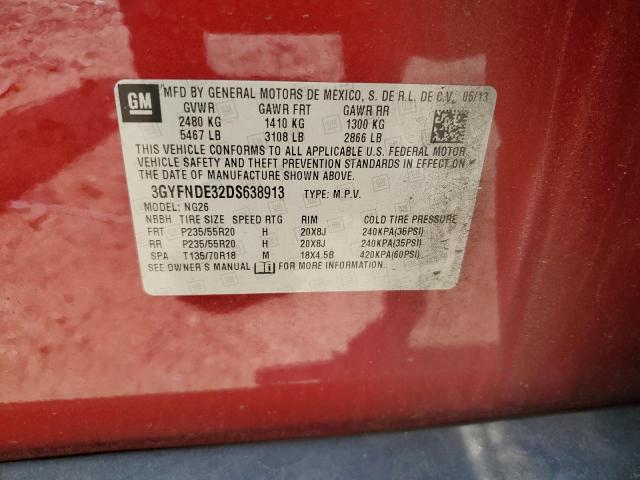 GM
MFD BY GENERAL MOTORS DE MEXICO, S. DE R.L. DE C.V. 05/13
GVWR GAWR FRT GAWR RR
2480 KG 1410 KG 1300 KG
5467 LB 3108 LB 2866 LB
THIS VEHICLE CONFORMS TO ALL APPLICABLE U.S. FEDERAL MOTOR
VEHICLE SAFETY AND THEFT PREVENTION STANDARDS IN EFFECT ON
THE DATE OF MANUFACTURE SHOWN ABOVE.
3GYFNDE32DS638913 TYPE: M.P.V.
MODEL: NG26
NBBH TIRE SIZE SPEED RTG RIM COLD TIRE PRESSURE
FRT P235/55R20 H 20X8J 240KPA(35PSI)
RR P235/55R20 H 20X8J 240KPA(35PSI)
SPA T135/70R18 M 18X4.5B 420KPA(60PSI)
SEE OWNER'S MANUAL FOR MORE INFORMATION.